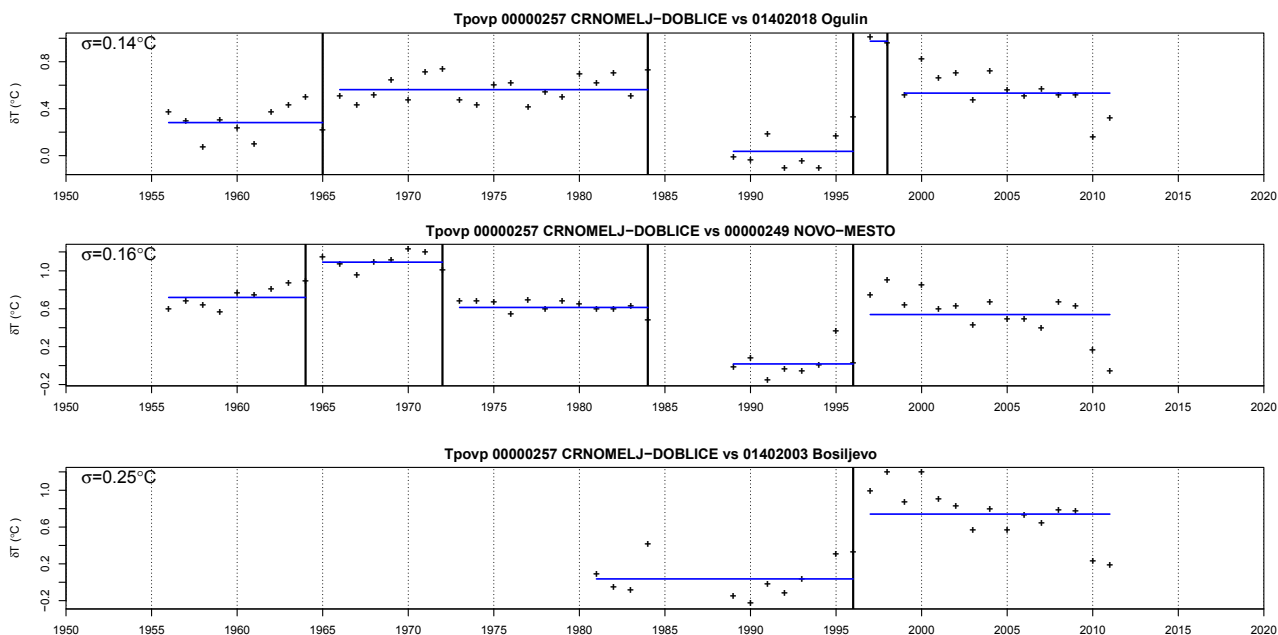 Tpovp 00000257 CRNOMELJ−DOBLICE vs 01402018 Ogulin
σ=0.14°C
δT (°C )
0.8
0.4
0.0
1950 1955 1960 1965 1970 1975 1980 1985 1990 1995 2000 2005 2010 2015 2020
Tpovp 00000257 CRNOMELJ−DOBLICE vs 00000249 NOVO−MESTO
σ=0.16°C
δT (°C )
1.0
0.6
0.2
−0.2
1950 1955 1960 1965 1970 1975 1980 1985 1990 1995 2000 2005 2010 2015 2020
Tpovp 00000257 CRNOMELJ−DOBLICE vs 01402003 Bosiljevo
σ=0.25°C
δT (°C )
1.0
0.6
0.2
−0.2
1950 1955 1960 1965 1970 1975 1980 1985 1990 1995 2000 2005 2010 2015 2020